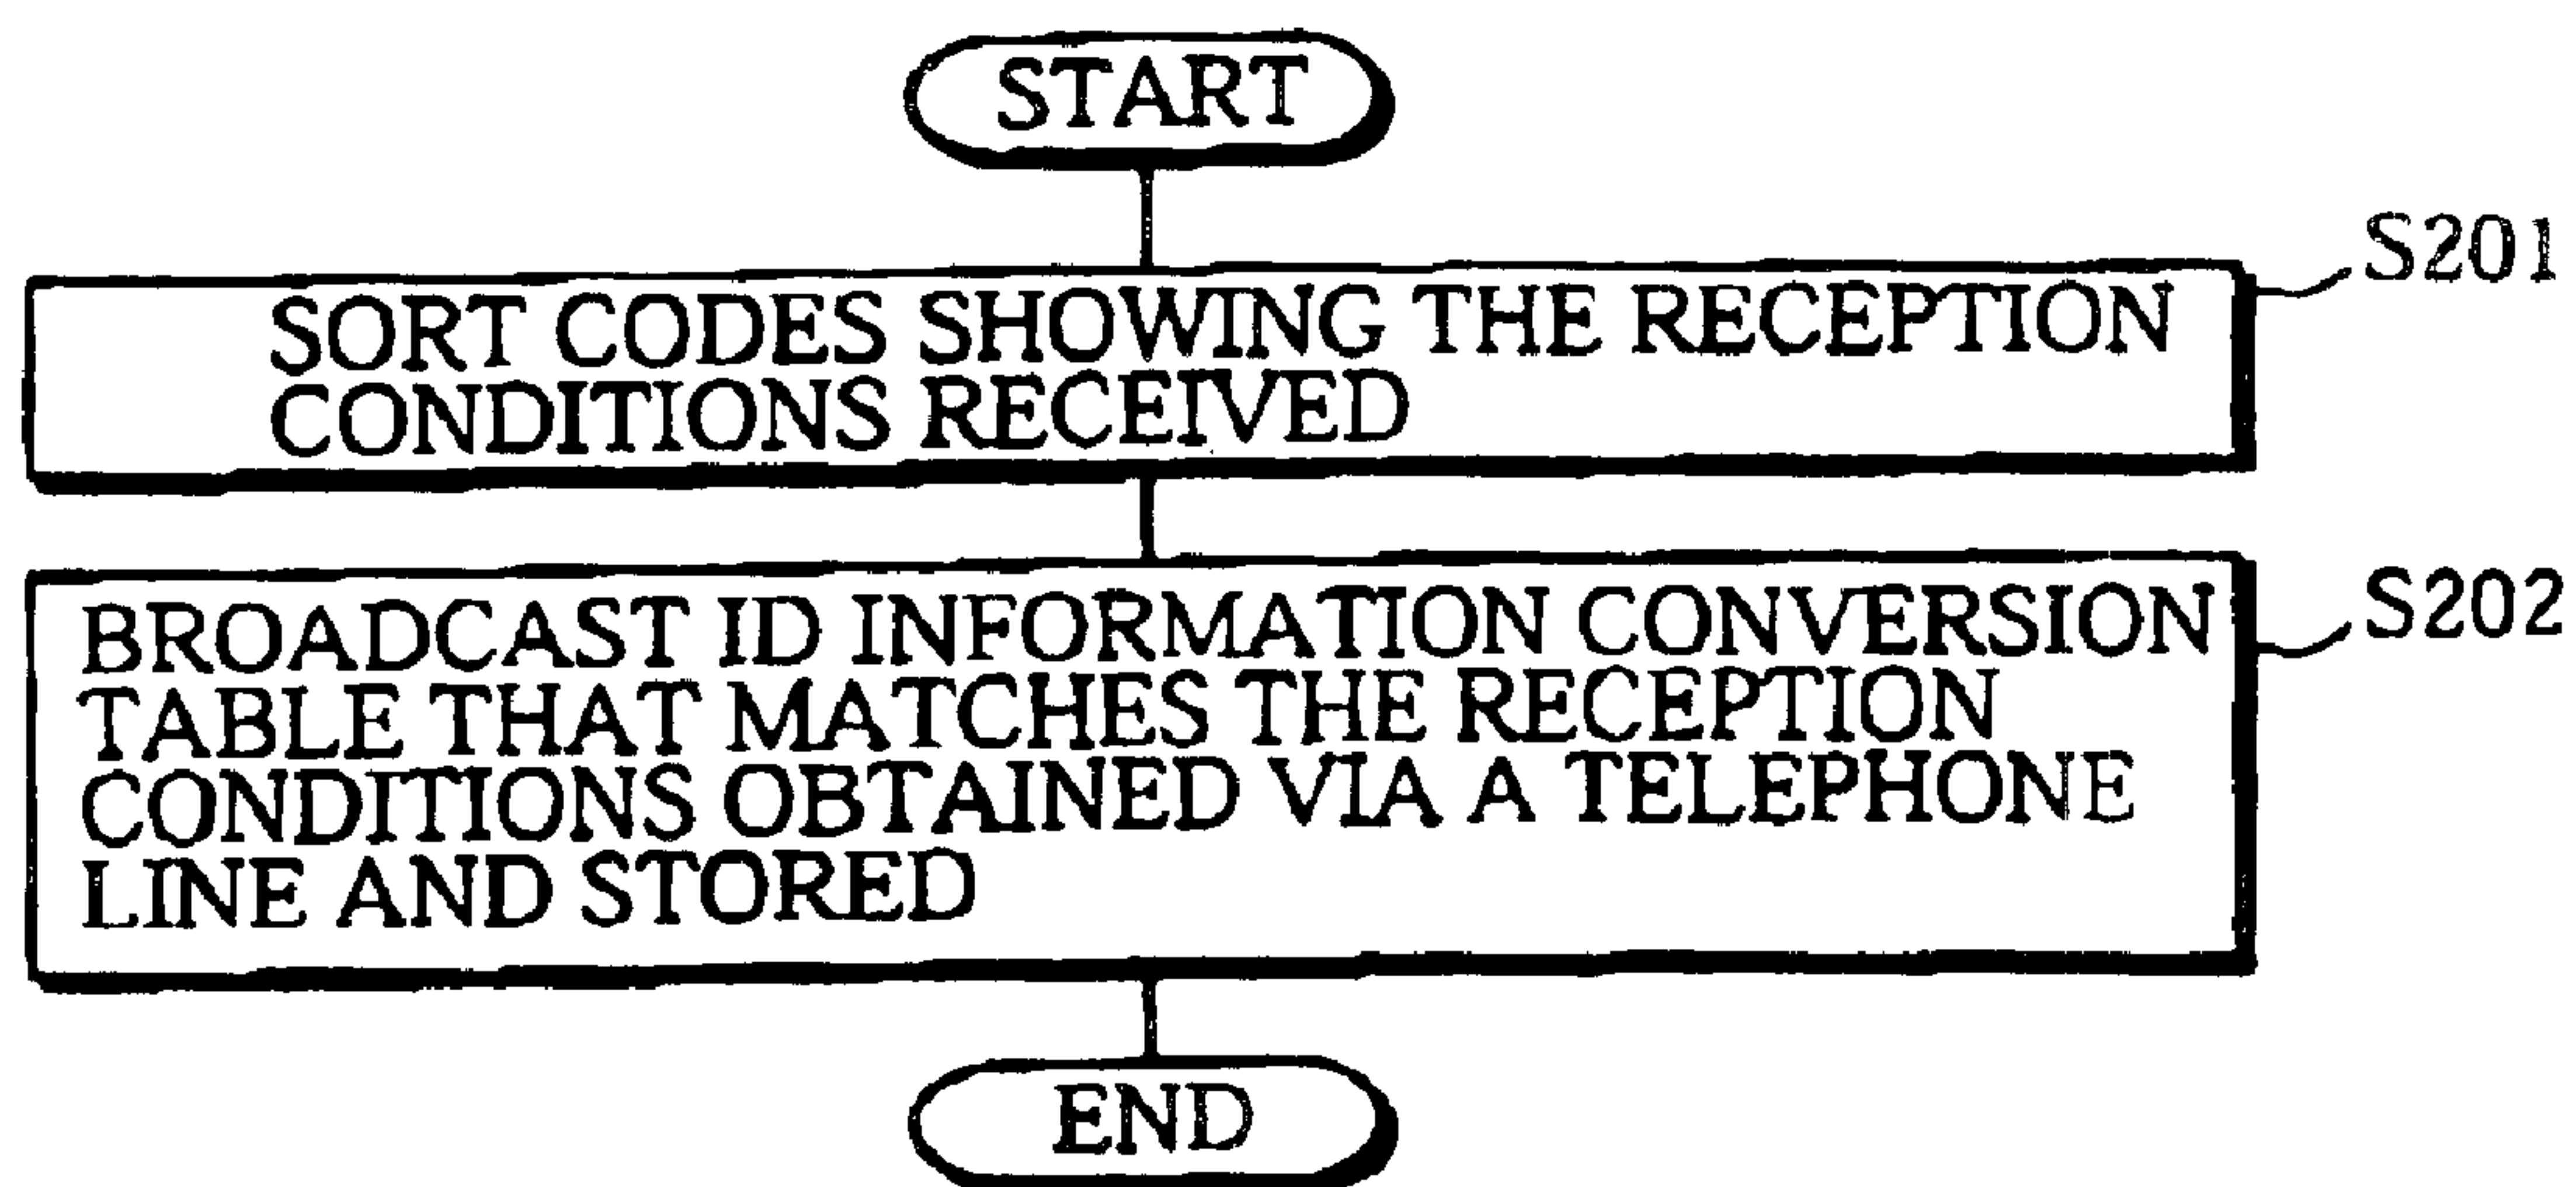 START
S201
SORT CODES SHOWING THE RECEPTION
CONDITIONS RECEIVED
S202
BROADCAST ID INFORMATION CONVERSION
TABLE THAT MATCHES THE RECEPTION
CONDITIONS OBTAINED VIA A TELEPHONE
LINE AND STORED
END